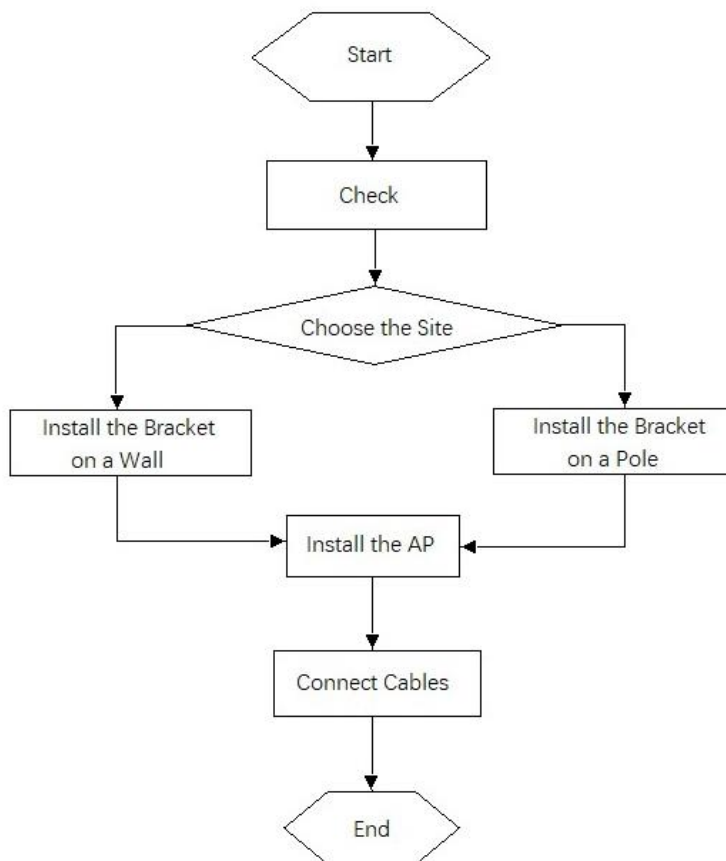 Start
Check
Choose the Site
Install the Bracket
on a Wall
Install the Bracket
on a Pole
Install the AP
Connect Cables
End